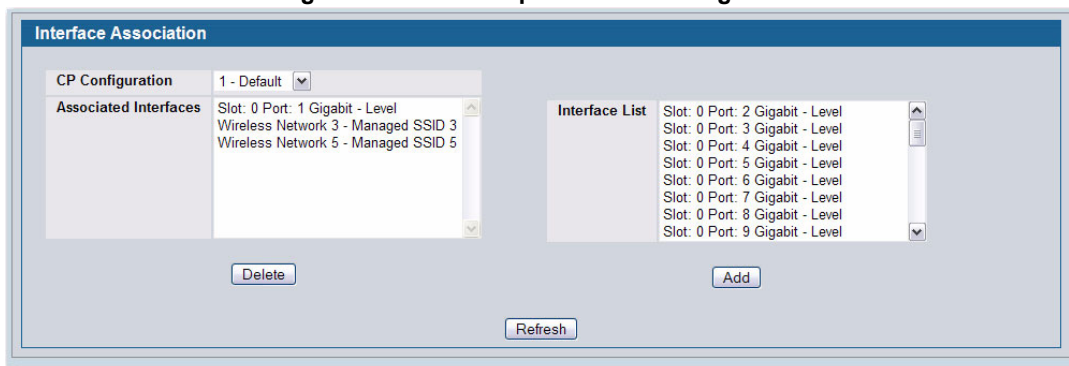 Interface Association
CP Configuration 1 - Default
Associated Interfaces
Slot: 0 Port: 1 Gigabit - Level
Wireless Network 3 - Managed SSID 3
Wireless Network 5 - Managed SSID 5
Interface List
Slot: 0 Port: 2 Gigabit - Level
Slot: 0 Port: 3 Gigabit - Level
Slot: 0 Port: 4 Gigabit - Level
Slot: 0 Port: 5 Gigabit - Level
Slot: 0 Port: 6 Gigabit - Level
Slot: 0 Port: 7 Gigabit - Level
Slot: 0 Port: 8 Gigabit - Level
Slot: 0 Port: 9 Gigabit - Level
Delete
Add
Refresh